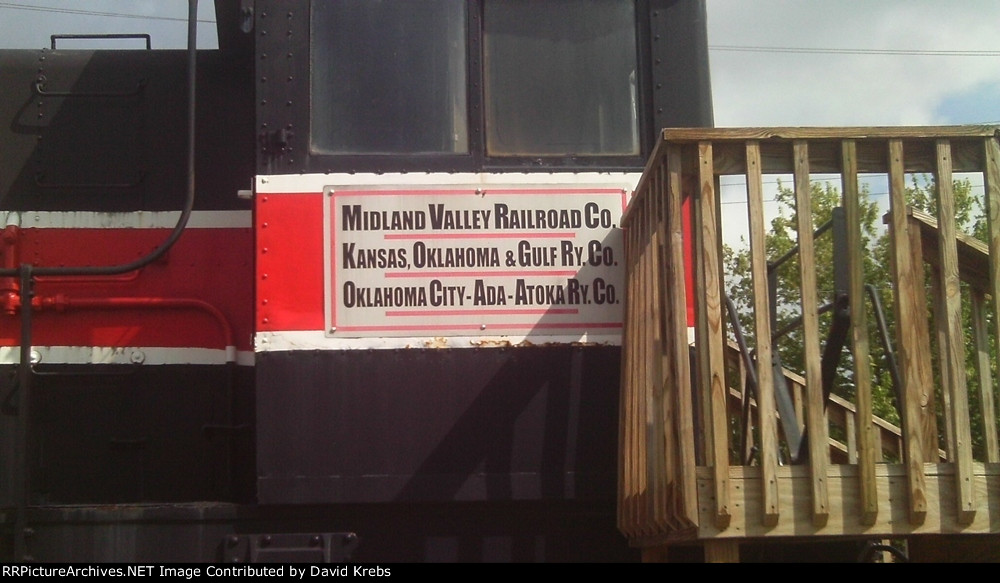 MIDLAND VALLEY RAILROAD CO.
KANSAS, OKLAHOMA & GULF RY. CO.
OKLAHOMA CITY-ADA-ATOKA RY. CO.
RRPictureArchives.NET Image Contributed by David Krebs